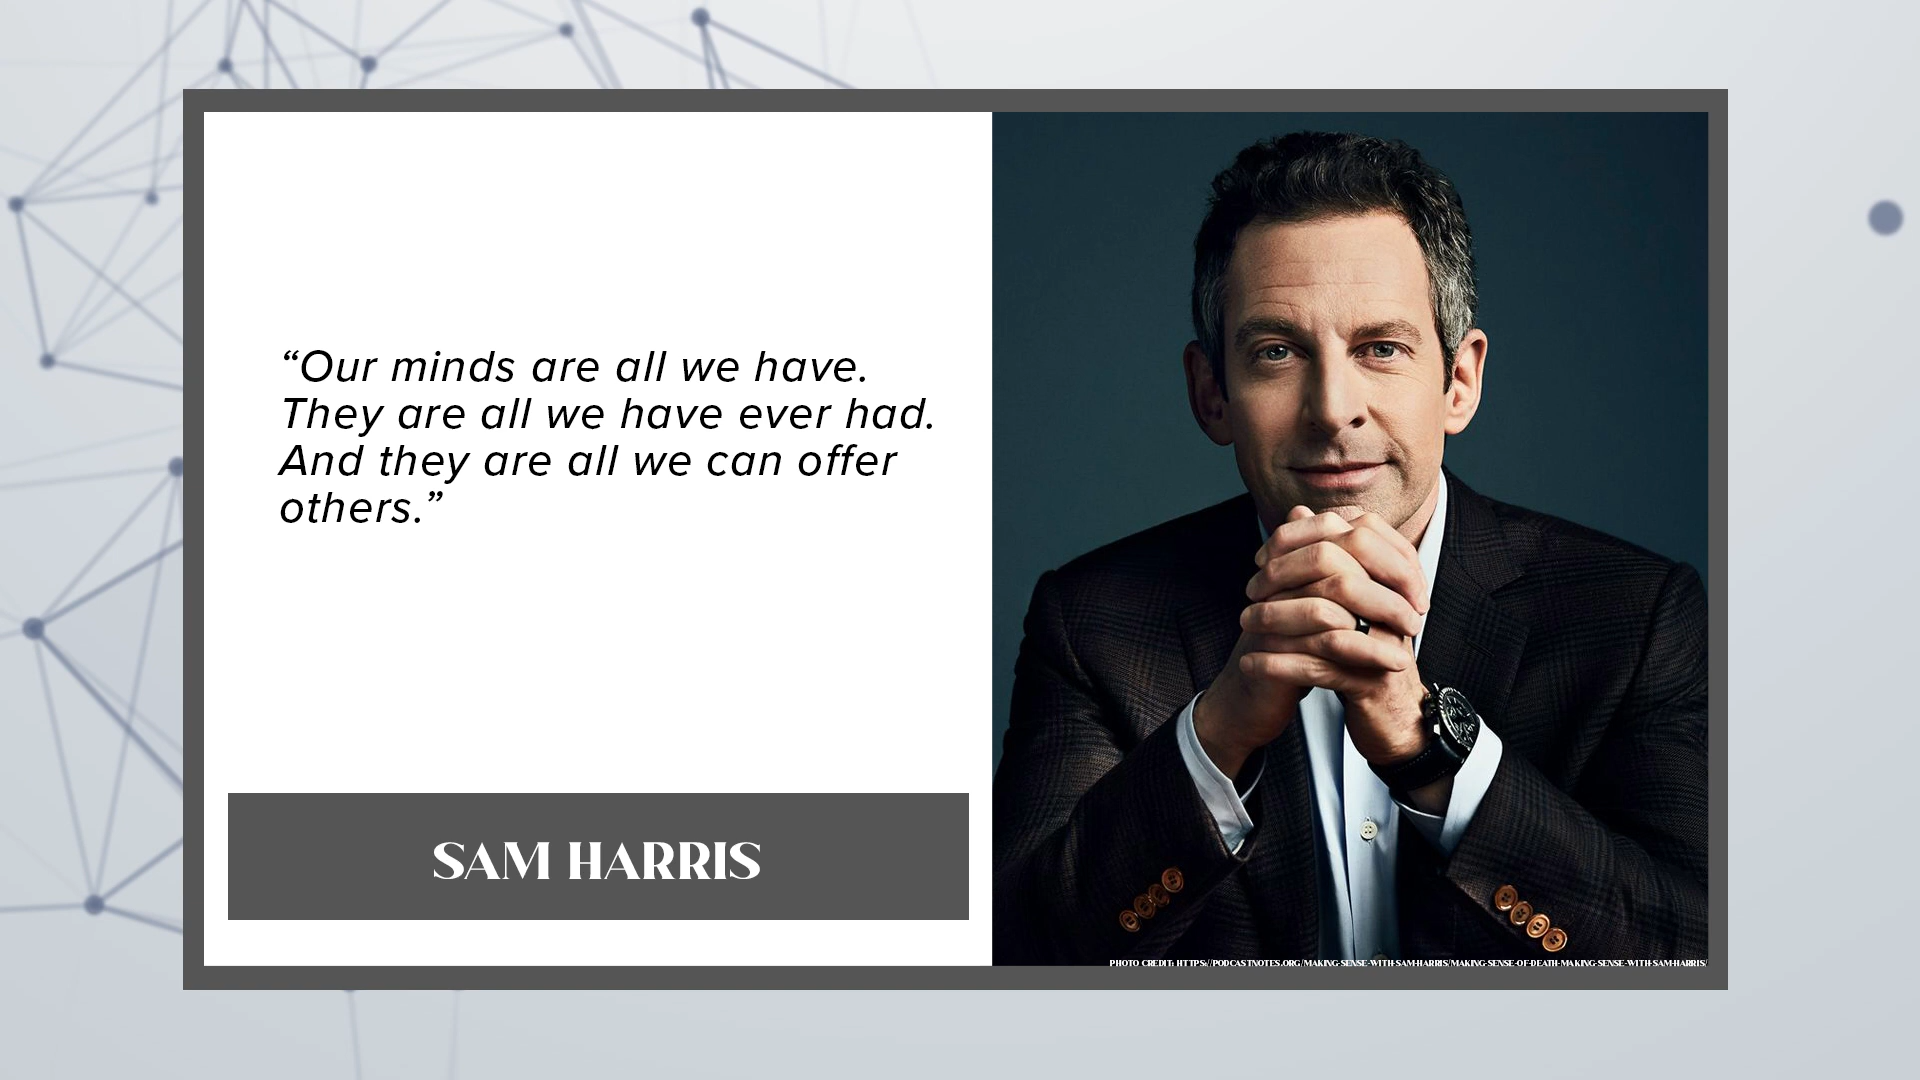 “Our minds are all we have.
They are all we have ever had.
And they are all we can offer
others.”
SAM HARRIS
PHOTO CREDIT: HTTPS://PODCASTNOTES.ORG/MAKING-SENSE-WITH-SAM-HARRIS/MAKING-SENSE-OF-DEATH-MAKING-SENSE-WITH-SAM-HARRIS/